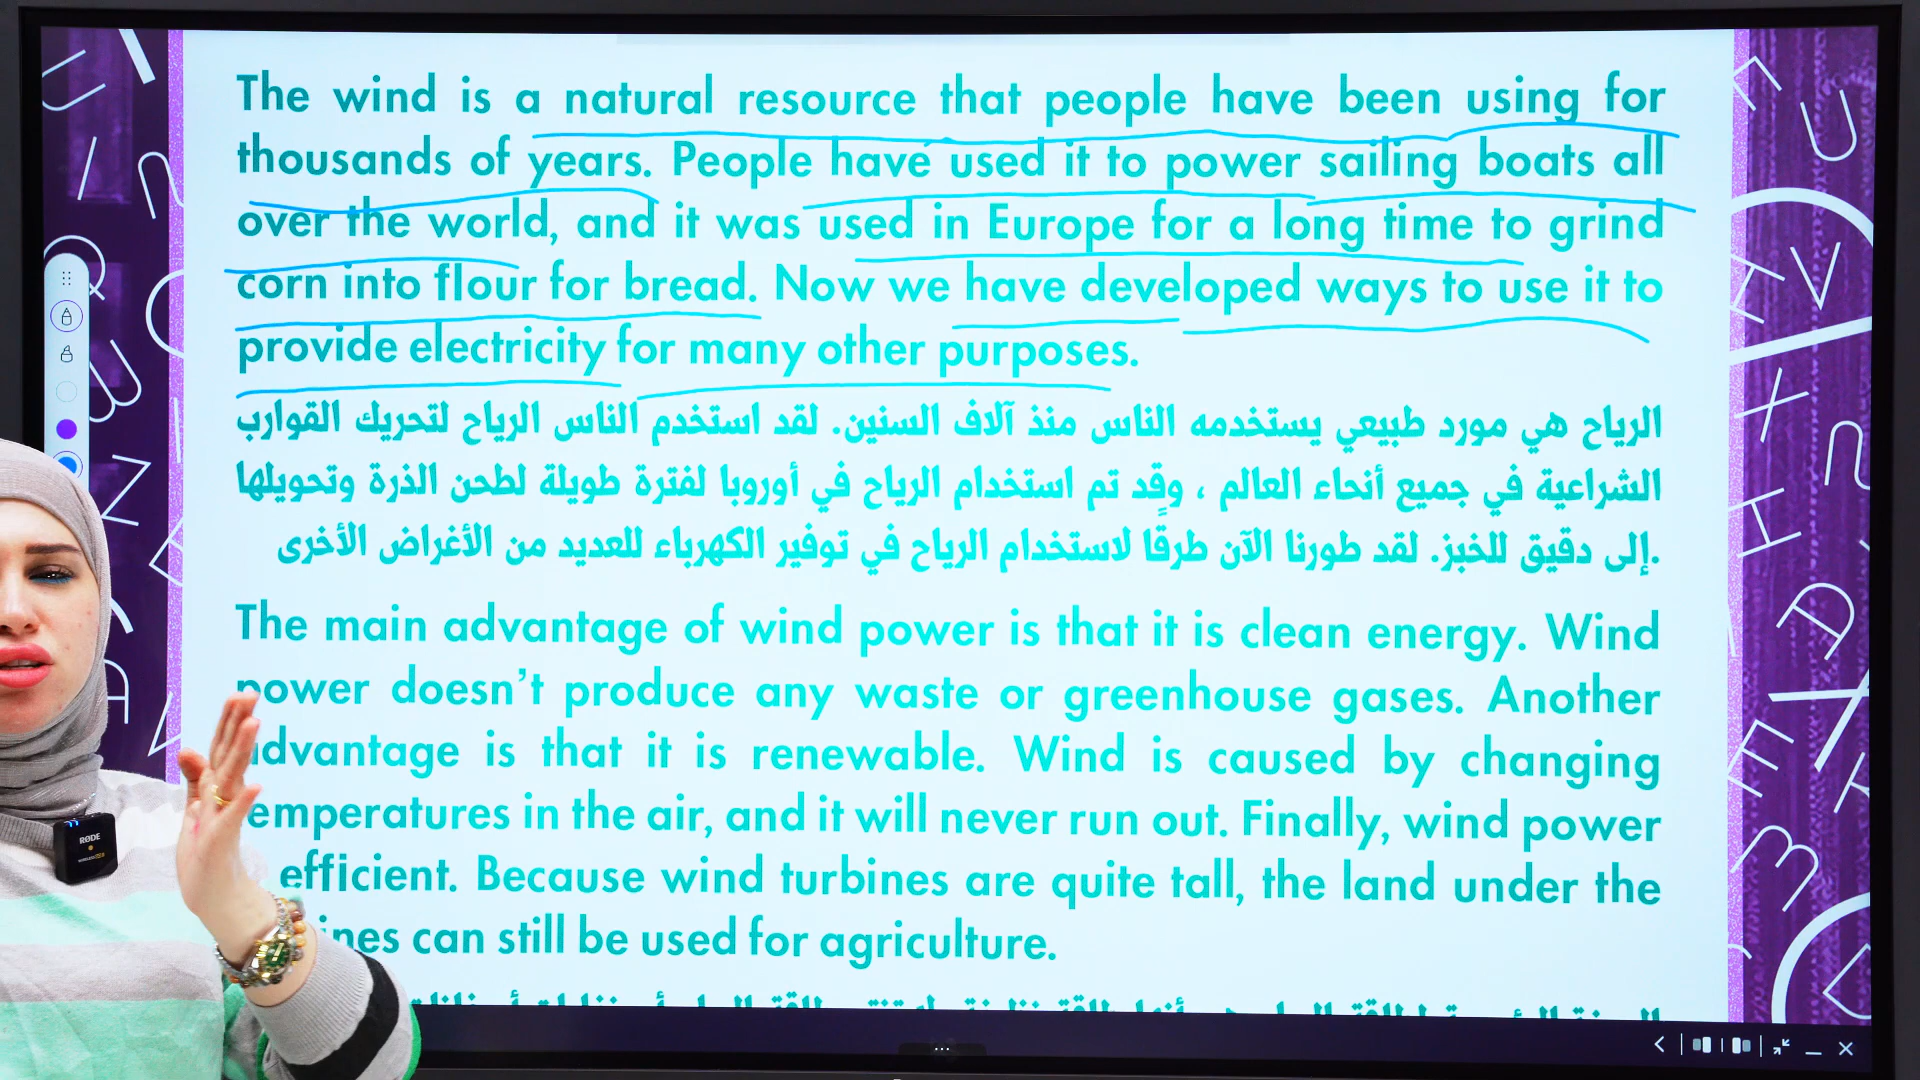 The wind is a natural resource that people have been using for
thousands of years. People have used it to power sailing boats all
over the world, and it was used in Europe for a long time to grind
corn into flour for bread. Now we have developed ways to use it to
provide electricity for many other purposes.
الرياح هي مورد طبيعي يستخدمه الناس منذ آلاف السنين. لقد استخدم الناس الرياح لتحريك القوارب
الشراعية في جميع أنحاء العالم ، وقد تم استخدام الرياح في أوروبا لفترة طويلة لطحن الذرة وتحويلها
.إلى دقيق للخبز. لقد طورنا الآن طرقًا لاستخدام الرياح في توفير الكهرباء للعديد من الأغراض الأخرى
The main advantage of wind power is that it is clean energy. Wind
power doesn't produce any waste or greenhouse gases. Another
advantage is that it is renewable. Wind is caused by changing
temperatures in the air, and it will never run out. Finally, wind power
efficient. Because wind turbines are quite tall, the land under the
can still be used for agriculture.
RØDE